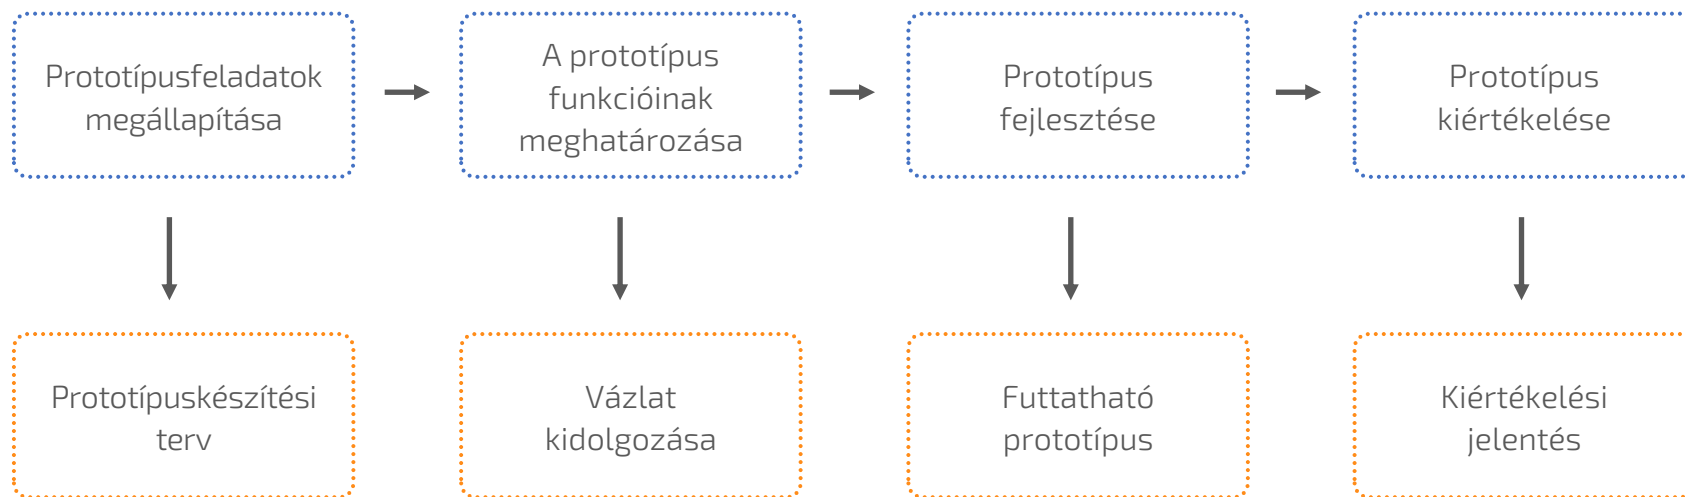 Prototípusfeladatok
megállapítása
A prototípus
funkcióinak
meghatározása
Prototípus
fejlesztése
Prototípus
kiértékelése
Prototípuskészítési
terv
Vázlat
kidolgozása
Futtatható
prototípus
Kiértékelési
jelentés